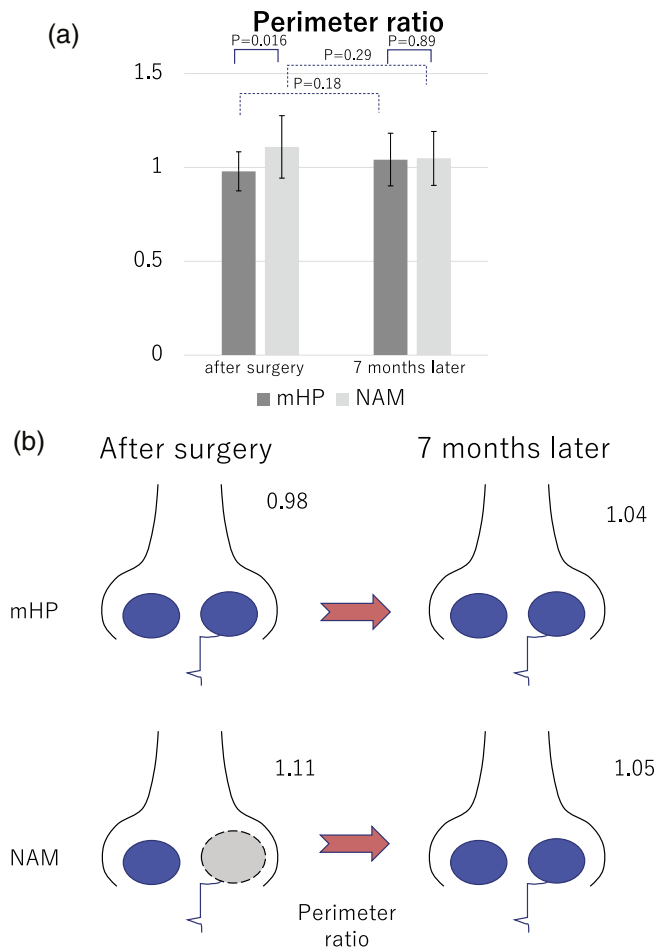 (a)
Perimeter ratio
P=0.016
P=0.89
P=0.29
P=0.18
1.5
1
0.5
0
after surgery
7 months later
mHP NAM
(b)
After surgery 7 months later
0.98
1.04
mHP
1.11
1.05
NAM
Perimeter
ratio